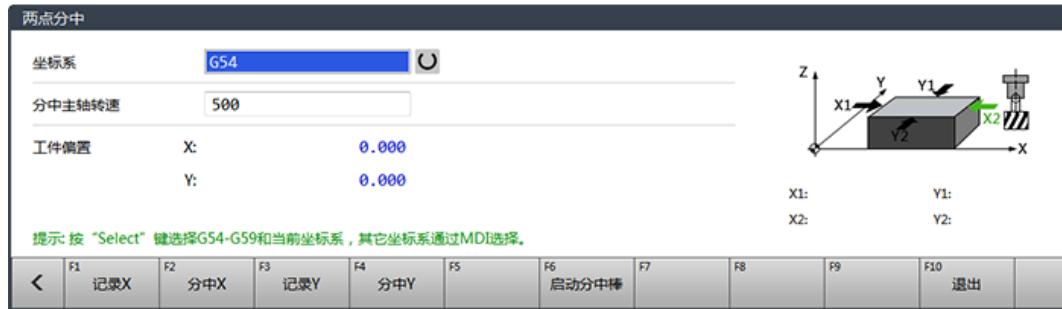 两点分中
坐标系 G54
分中主轴转速 500
工件偏置 X: 0.000
Y: 0.000
Z Y Y1 X1 X2 Y2 X
X1: Y1:
X2: Y2:
提示: 按“Select”键选择G54-G59和当前坐标系，其它坐标系通过MDI选择。
F1 F2 F3 F4 F5 F6 F7 F8 F9 F10
记录X 分中X 记录Y 分中Y 启动分中棒 退出